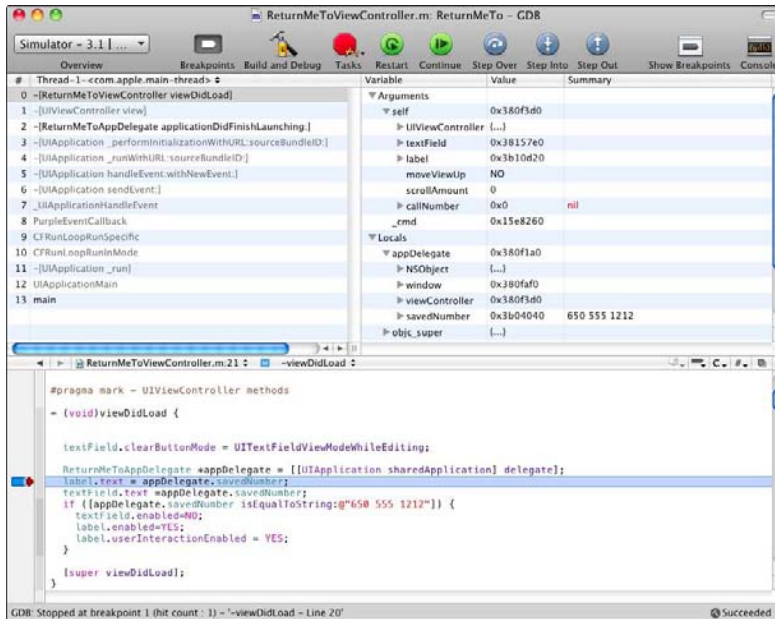 ReturnMeToViewController.m: ReturnMeTo - GDB
Simulator - 3.1 | ...
Overview Breakpoints Build and Debug Tasks Restart Continue Step Over Step Into Step Out Show Breakpoints Console
# Thread-1-<com.apple.main-thread>
0 -[ReturnMeToViewController viewDidLoad]
1 -[UIViewController view]
2 -[ReturnMeToAppDelegate applicationDidFinishLaunching:]
3 -[UIApplication _performInitializationWithURL:sourceBundleID:]
4 -[UIApplication _runWithURL:sourceBundleID:]
5 -[UIApplication handleEvent:withNewEvent:]
6 -[UIApplication sendEvent:]
7 _UIApplicationHandleEvent
8 PurpleEventCallback
9 CFRunLoopRunSpecific
10 CFRunLoopRunInMode
11 -[UIApplication _run]
12 UIApplicationMain
13 main
Variable Value Summary
Arguments
self 0x380f3d0
UIViewController {...}
textField 0x38157e0
label 0x3b10d20
moveViewUp NO
scrollAmount 0
callNumber 0x0 nil
_cmd 0x15e8260
Locals
appDelegate 0x380f1a0
NSObject {...}
window 0x380faf0
viewController 0x380f3d0
savedNumber 0x3b04040 650 555 1212
objc_super {...}
ReturnMeToViewController.m:21 -viewDidLoad
C, #,
#pragma mark - UIViewController methods
- (void)viewDidLoad {
textField.clearButtonMode = UITextFieldViewModeWhileEditing;
ReturnMeToAppDelegate *appDelegate = [[UIApplication sharedApplication] delegate];
label.text = appDelegate.savedNumber;
textField.text =appDelegate.savedNumber;
if ([appDelegate.savedNumber isEqualToString:@"650 555 1212"]) {
textField.enabled=NO;
label.enabled=YES;
label.userInteractionEnabled = YES;
}
[super viewDidLoad];
}
GDB: Stopped at breakpoint 1 (hit count : 1) - '-viewDidLoad - Line 20' Succeeded